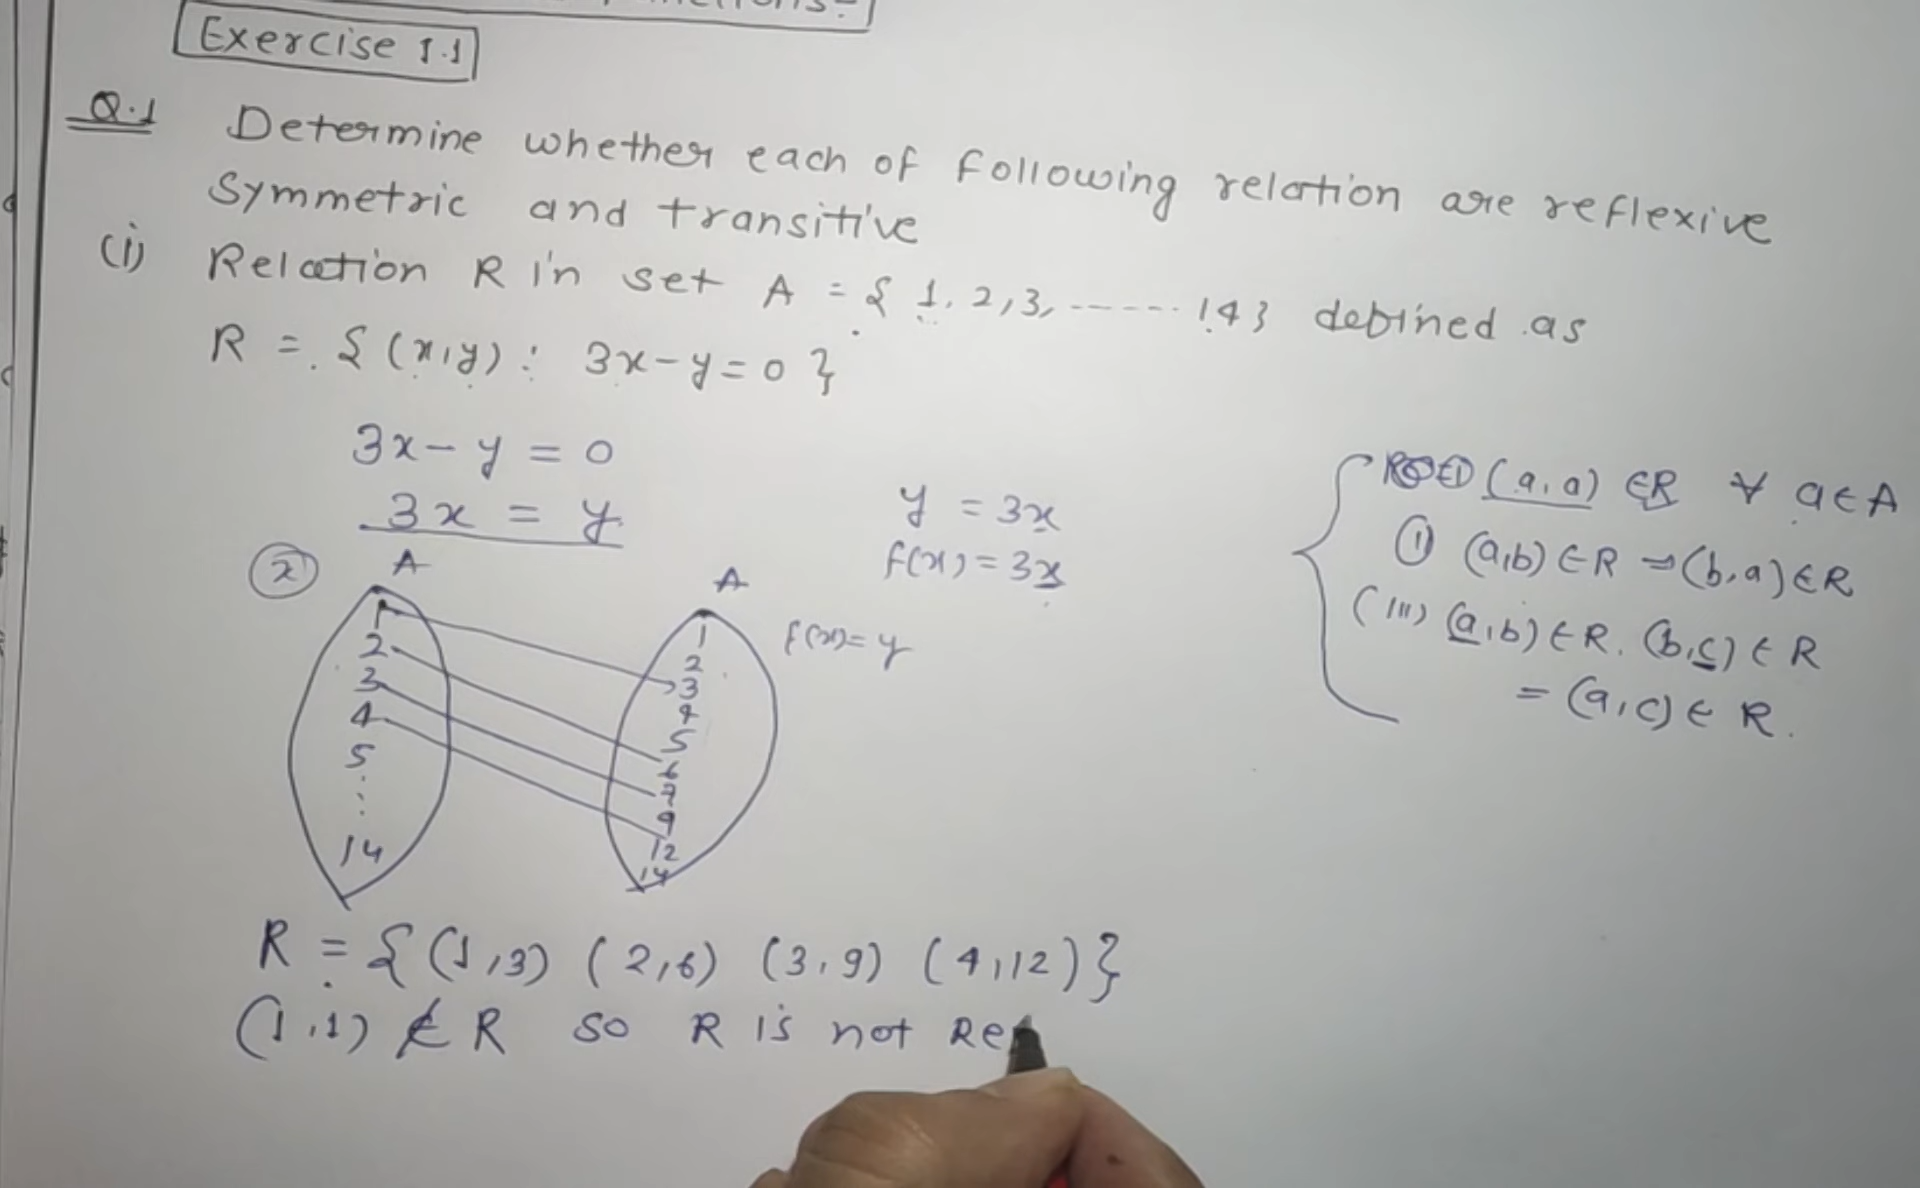 Exercise 1.1
Q.1 Determine whether each of following relation are reflexive
symmetric and transitive
(i) Relation R in set A = { 1, 2, 3, ------ 14} defined as
R = { (x,y) : 3x-y=0 }
3x-y = 0
3x = y
y = 3x
f(x) = 3x
f(x)= y
x
A
1
2
3
4
5
14
A
1
2
3
4
5
6
7
9
12
14
(a,a) ∈R ∀ a∈A
(1) (a,b) ∈R → (b,a) ∈R
(III) (a,b) ∈ R. (b,c) ∈ R
= (a,c) ∈ R.
R = { (1,3) (2,6) (3,9) (4,12) }
(1,1) ∉ R so R is not Re